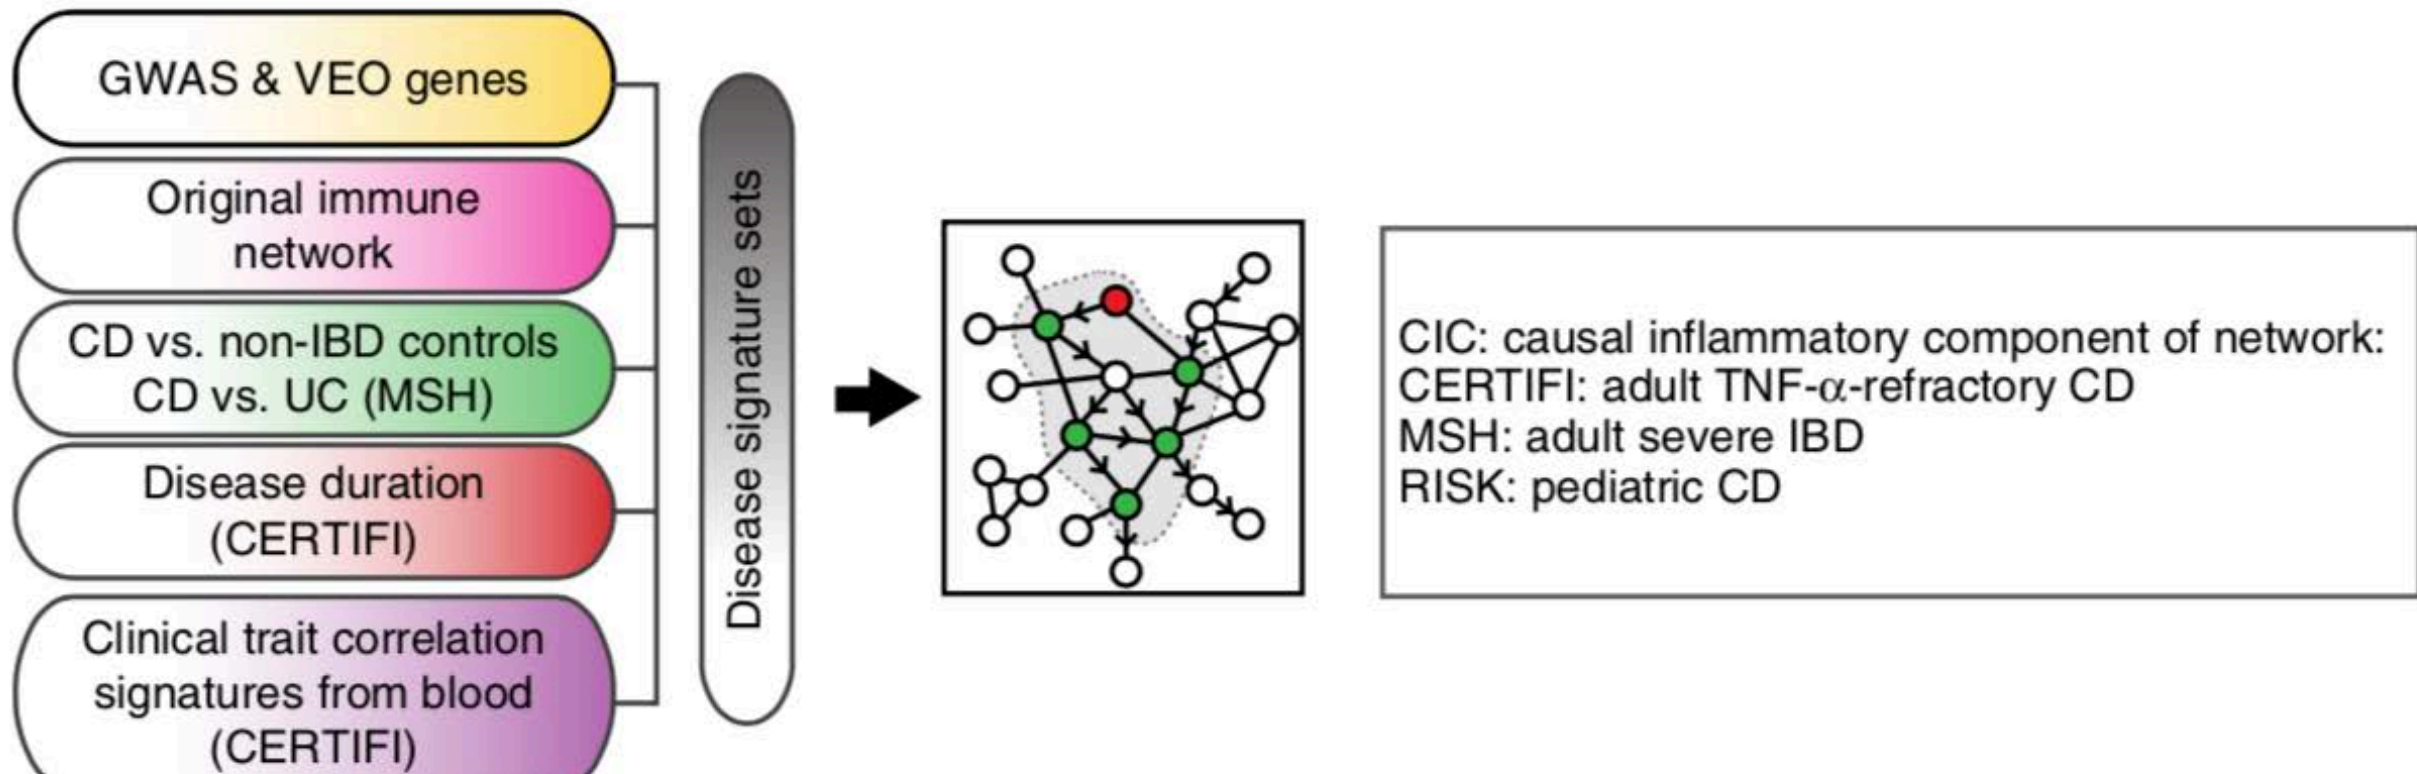 GWAS & VEO genes
Original immune
network
CD vs. non-IBD controls
CD vs. UC (MSH)
Disease duration
(CERTIFI)
Clinical trait correlation
signatures from blood
(CERTIFI)
Disease signature sets
CIC: causal inflammatory component of network:
CERTIFI: adult TNF-α-refractory CD
MSH: adult severe IBD
RISK: pediatric CD